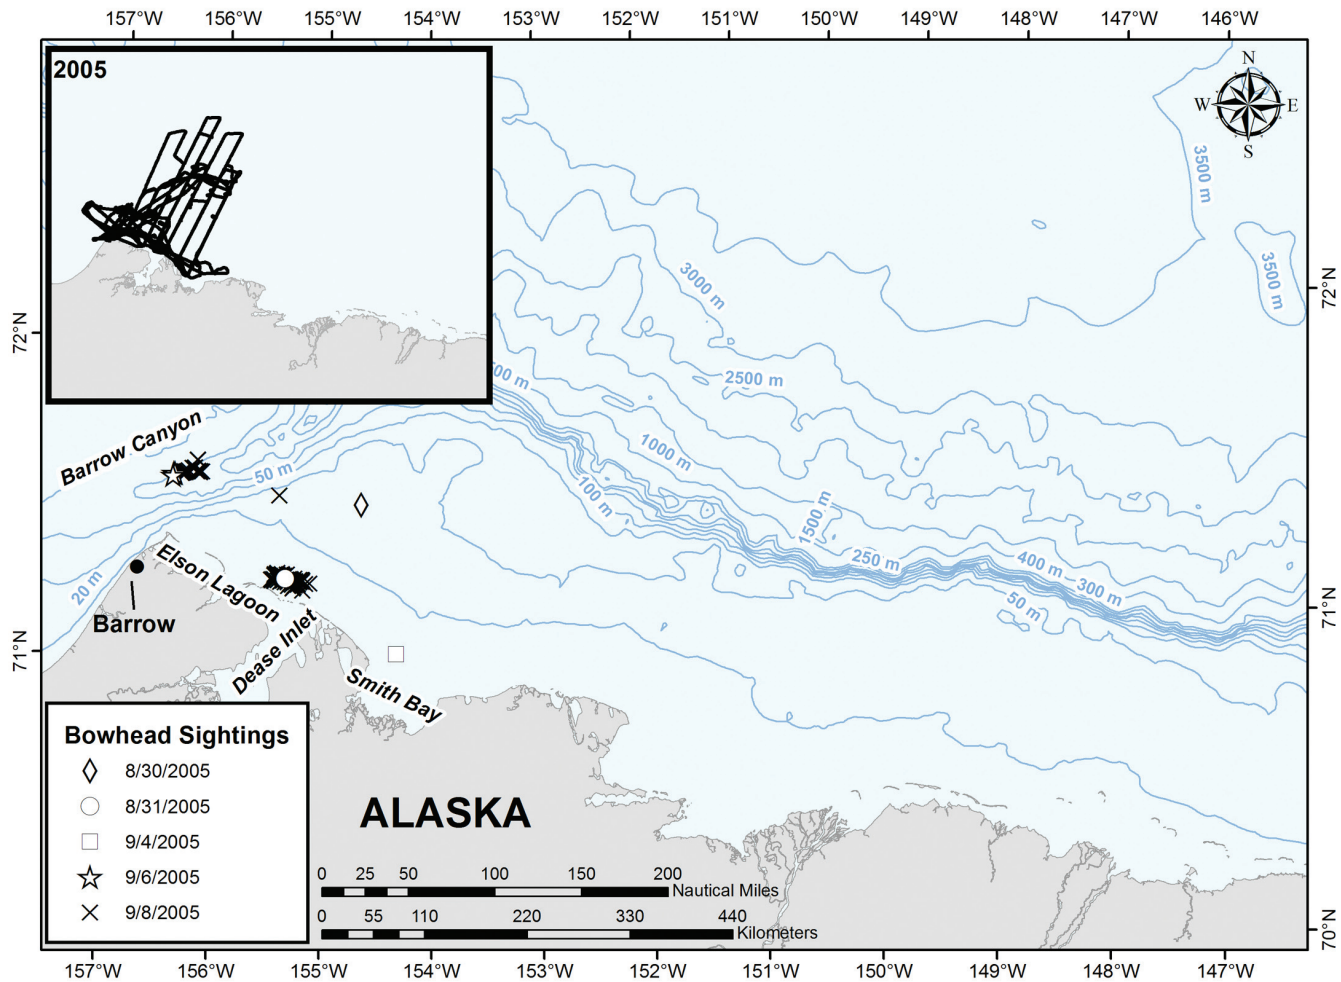 157°W 156°W 155°W 154°W 153°W 152°W 151°W 150°W 149°W 148°W 147°W 146°W
2005
N
W E
S
3500 m
3500 m
3000 m
72°N
72°N
2500 m
00 m
Barrow Canyon
1000 m
50 m
100 m
1500 m
250 m
400 m
300 m
50 m
20 m
Elson Lagoon
Barrow
Dease Inlet
Smith Bay
71°N
71°N
Bowhead Sightings
8/30/2005
8/31/2005
9/4/2005
9/6/2005
9/8/2005
ALASKA
0 25 50 100 150 200
Nautical Miles
0 55 110 220 330 440
Kilometers
70°N
157°W 156°W 155°W 154°W 153°W 152°W 151°W 150°W 149°W 148°W 147°W